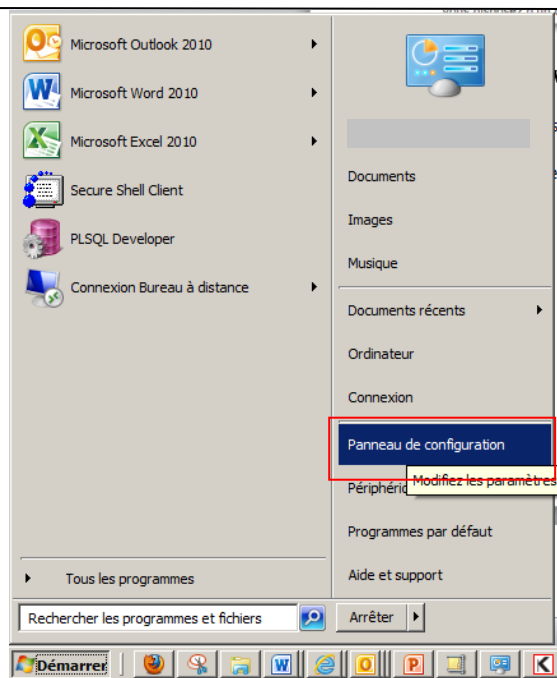 Microsoft Outlook 2010
Microsoft Word 2010
Microsoft Excel 2010
Secure Shell Client
PLSQL Developer
Connexion Bureau à distance
Tous les programmes
Rechercher les programmes et fichiers
Documents
Images
Musique
Documents récents
Ordinateur
Connexion
Panneau de configuration
Modifiez les paramètres
Programmes par défaut
Aide et support
Arrêter
Démarrer